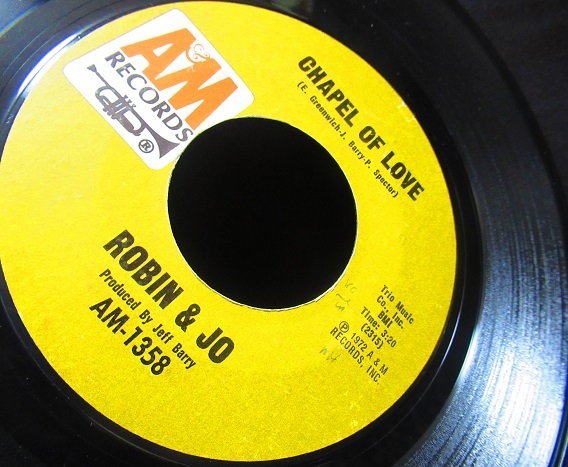 A&M
RECORDS
®
CHAPEL OF LOVE
(E. Greenwich-J. Barry-P. Spector)
ROBIN & JO
Produced By Jeff Barry
AM-1358
Trio Music
Co., Inc.
BMI
Time: 3:20
(2315)
℗ 1972 A & M
RECORDS, INC.